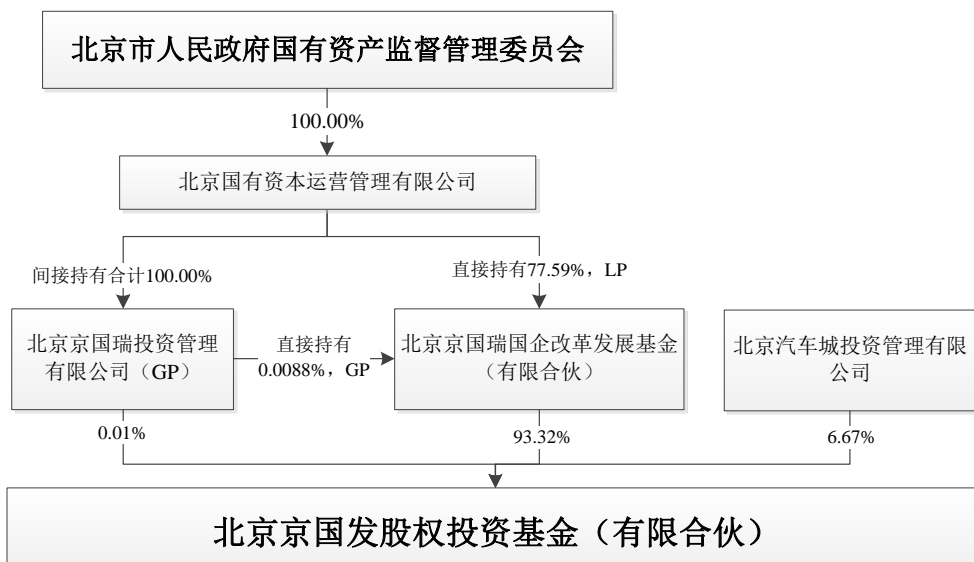 北京市人民政府国有资产监督管理委员会
100.00%
北京国有资本运营管理有限公司
间接持有合计100.00%
直接持有77.59%，LP
北京京国瑞投资管理
有限公司（GP）
直接持有
0.0088%，GP
北京京国瑞国企改革发展基金
（有限合伙）
北京汽车城投资管理有限
公司
0.01%
93.32%
6.67%
北京京国发股权投资基金（有限合伙）